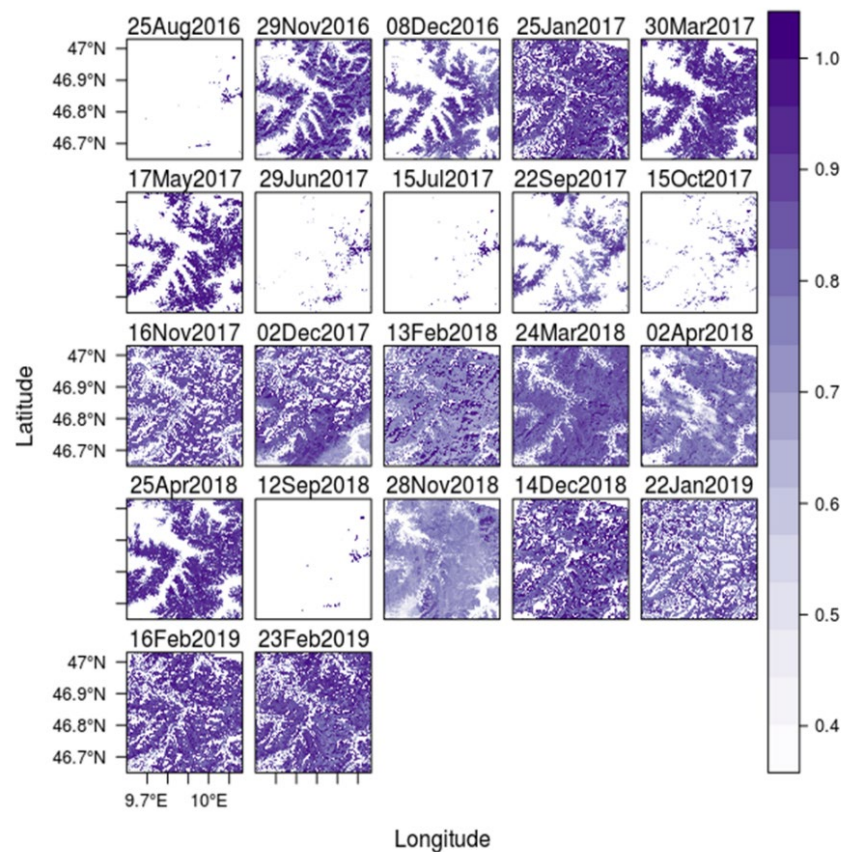 25Aug2016 29Nov2016 08Dec2016 25Jan2017 30Mar2017
1.0
47°N
46.9°N
46.8°N
46.7°N
0.9
17May2017 29Jun2017 15Jul2017 22Sep2017 15Oct2017
0.8
16Nov2017 02Dec2017 13Feb2018 24Mar2018 02Apr2018
47°N
46.9°N
46.8°N
46.7°N
0.7
Latitude
25Apr2018 12Sep2018 28Nov2018 14Dec2018 22Jan2019
0.6
0.5
16Feb2019 23Feb2019
47°N
46.9°N
46.8°N
46.7°N
0.4
9.7°E 10°E
Longitude